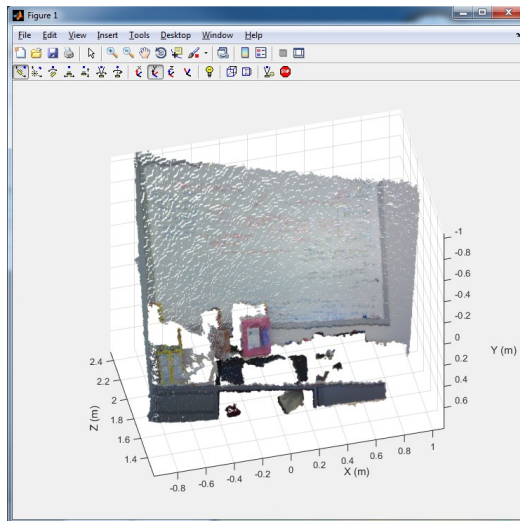 Figure 1
File Edit View Insert Tools Desktop Window Help
STOP
-1
-0.8
-0.6
-0.4
-0.2
0
0.2
0.4
0.6
Y (m)
2.4
2.2
2
1.8
1.6
1.4
Z (m)
-0.8 -0.6 -0.4 -0.2 0 0.2 0.4 0.6 0.8 1
X (m)